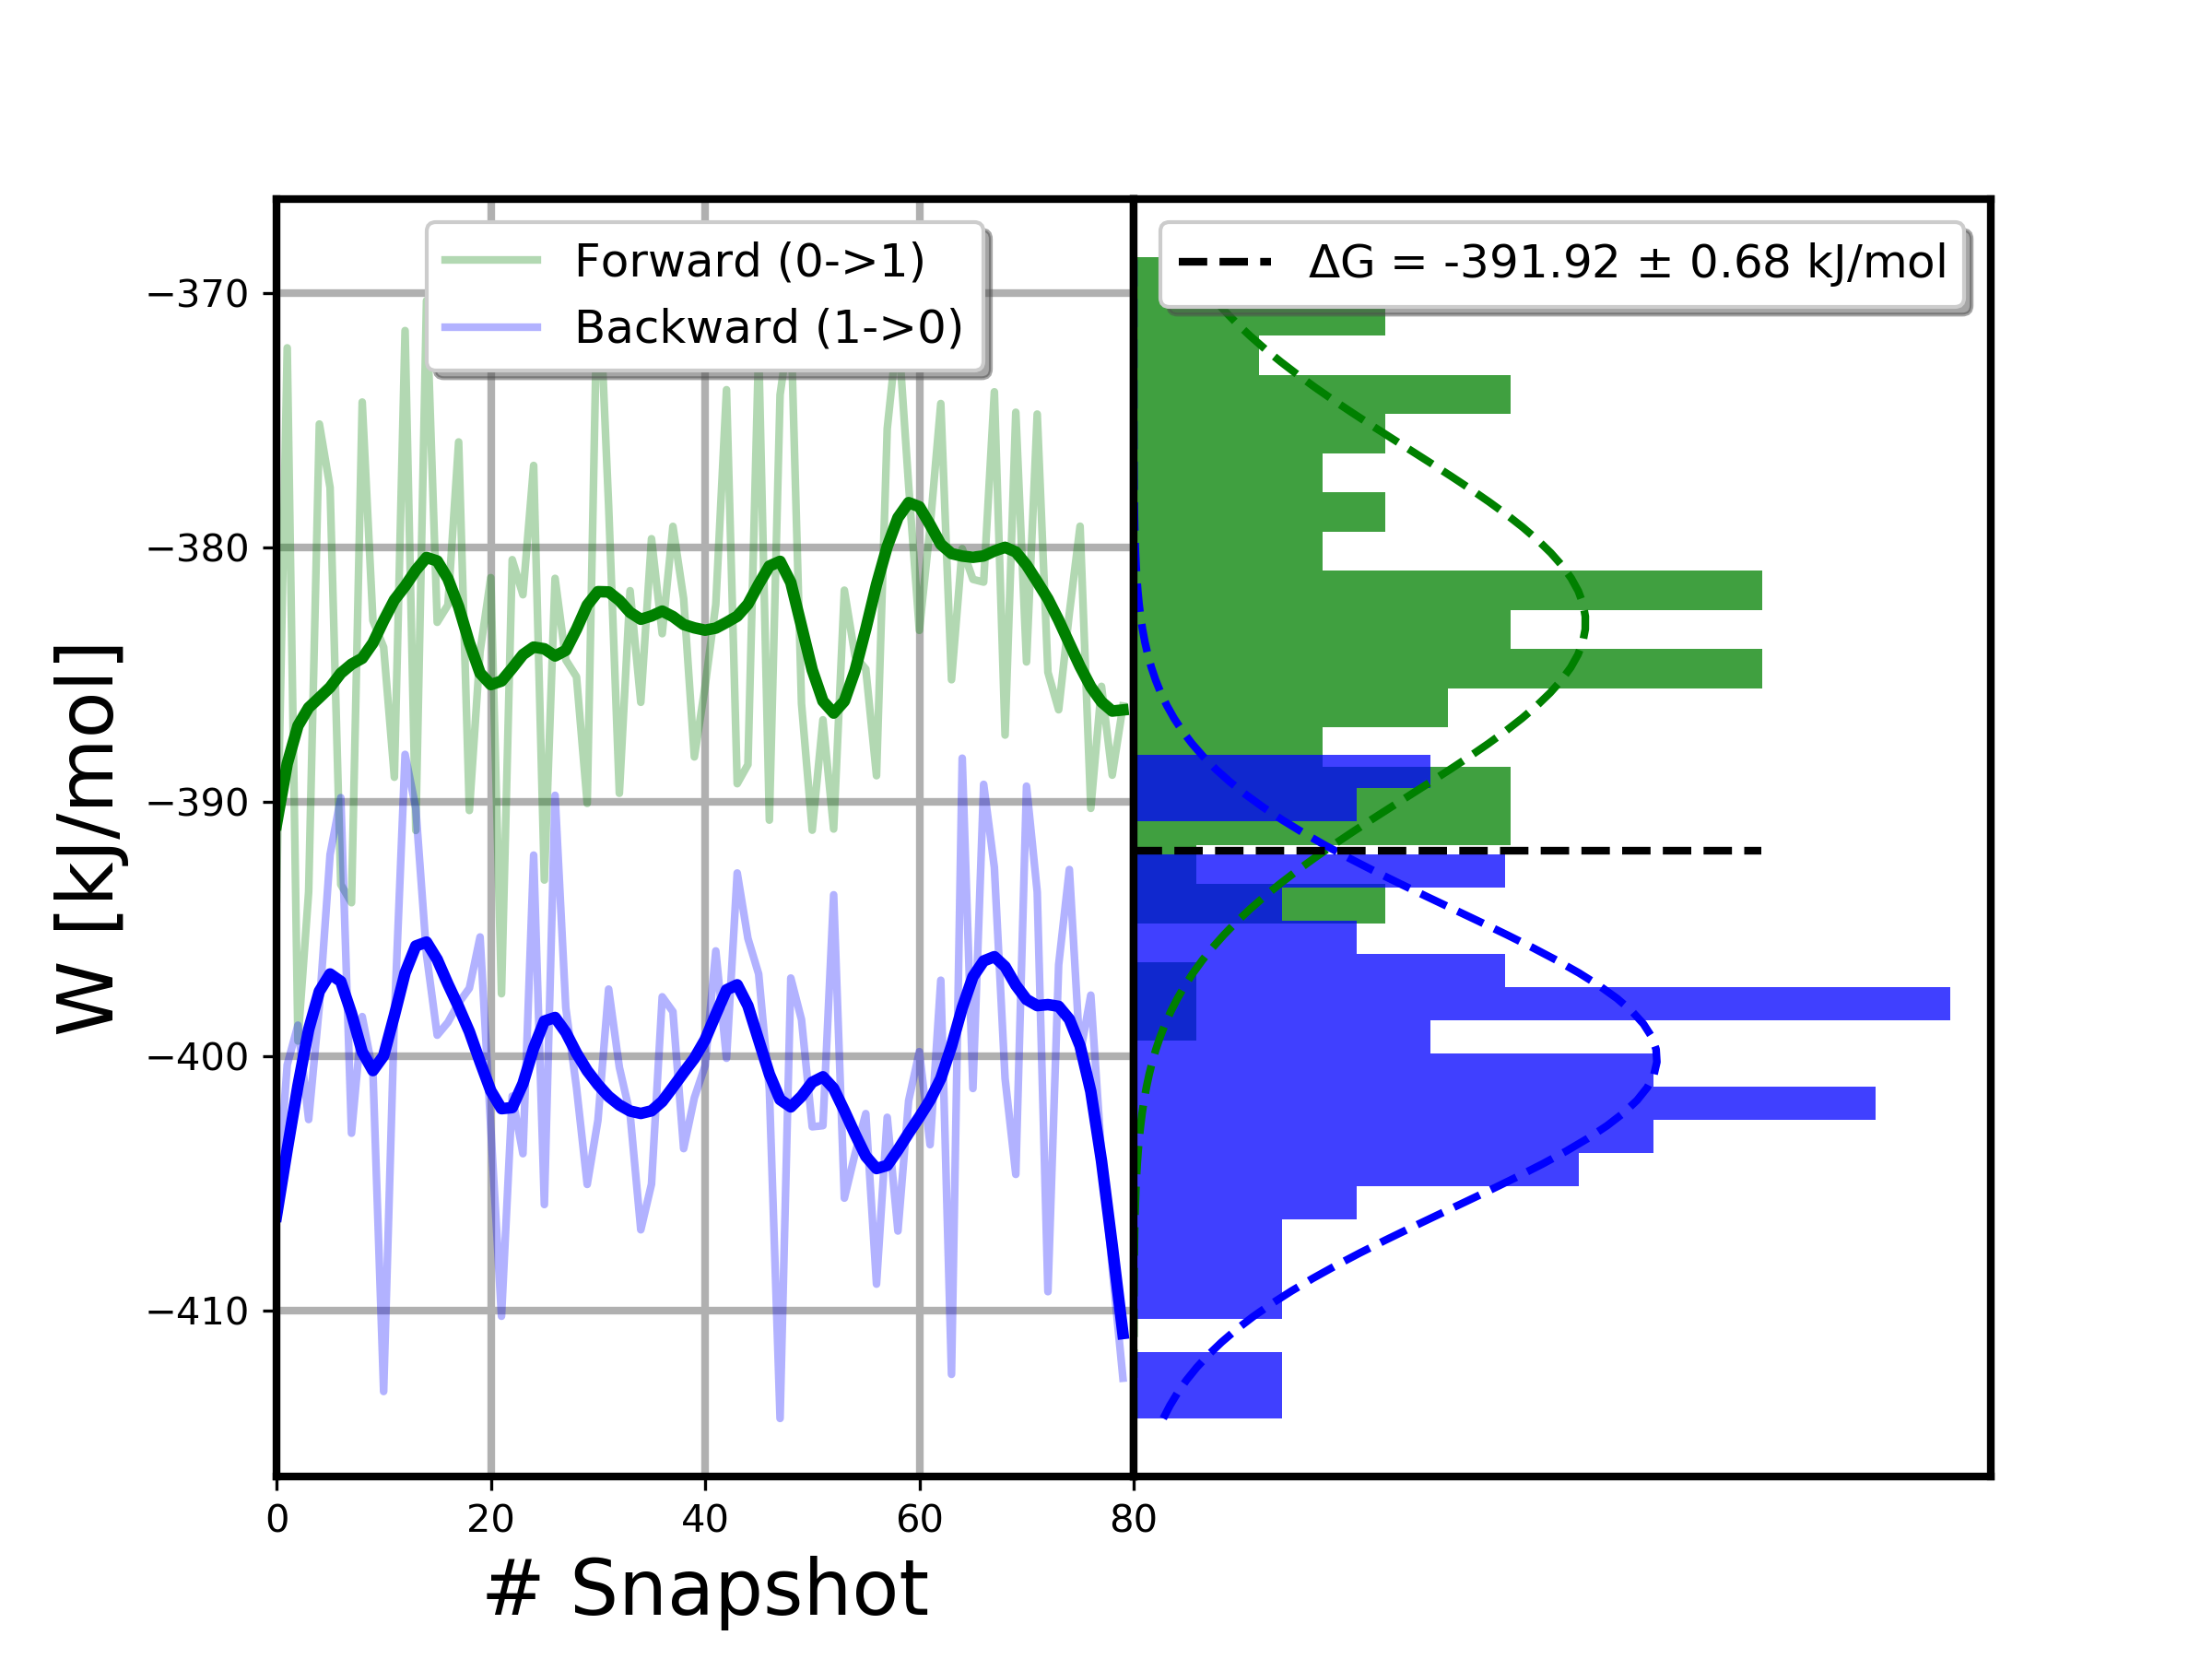 Forward (0->1)
Backward (1->0)
ΔG = -391.92 ± 0.68 kJ/mol
−370
−380
−390
−400
−410
W [kJ/mol]
0 20 40 60 80
# Snapshot